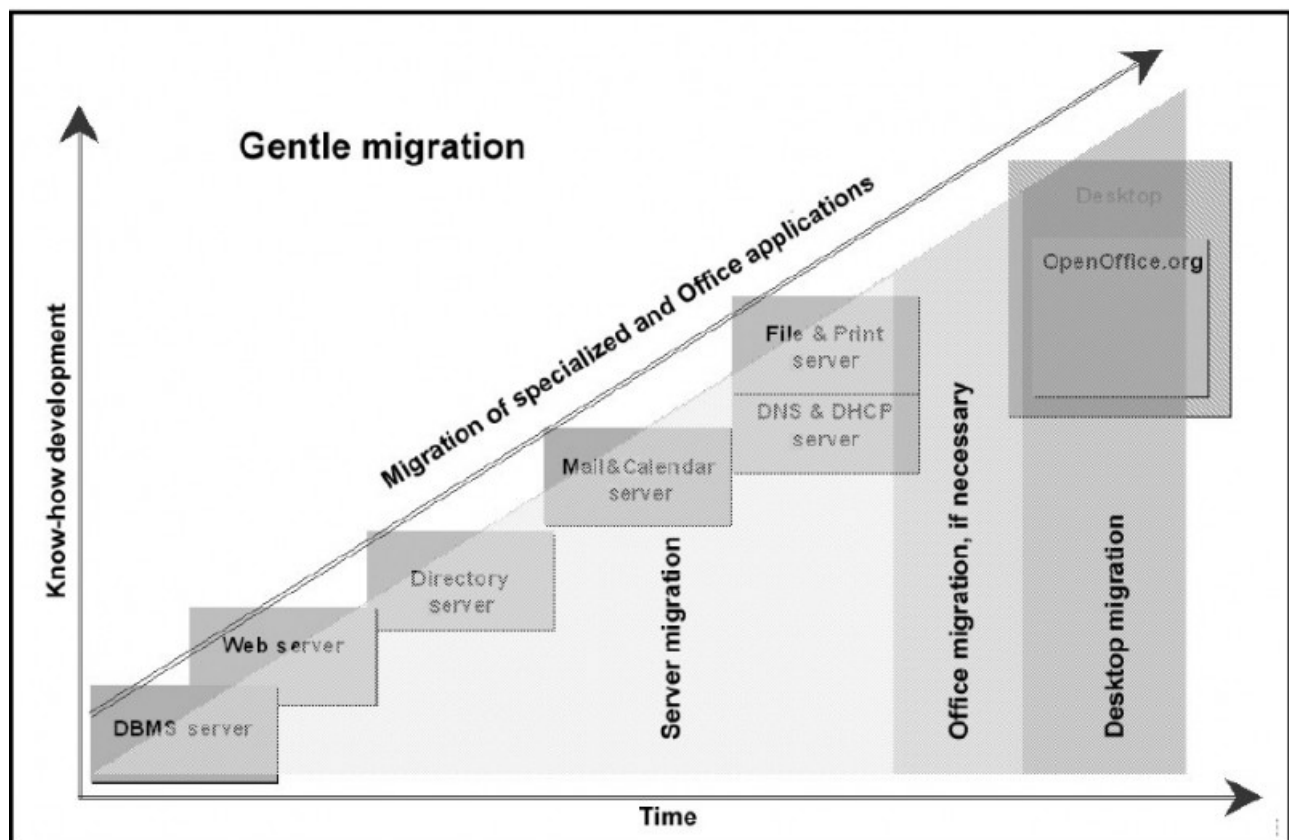 Gentle migration
Know-how development
Migration of specialized and Office applications
Desktop
OpenOffice.org
File & Print
server
DNS & DHCP
server
Mail&Calendar
server
Directory
server
Web server
DBMS server
Server migration
Office migration, if necessary
Desktop migration
Time